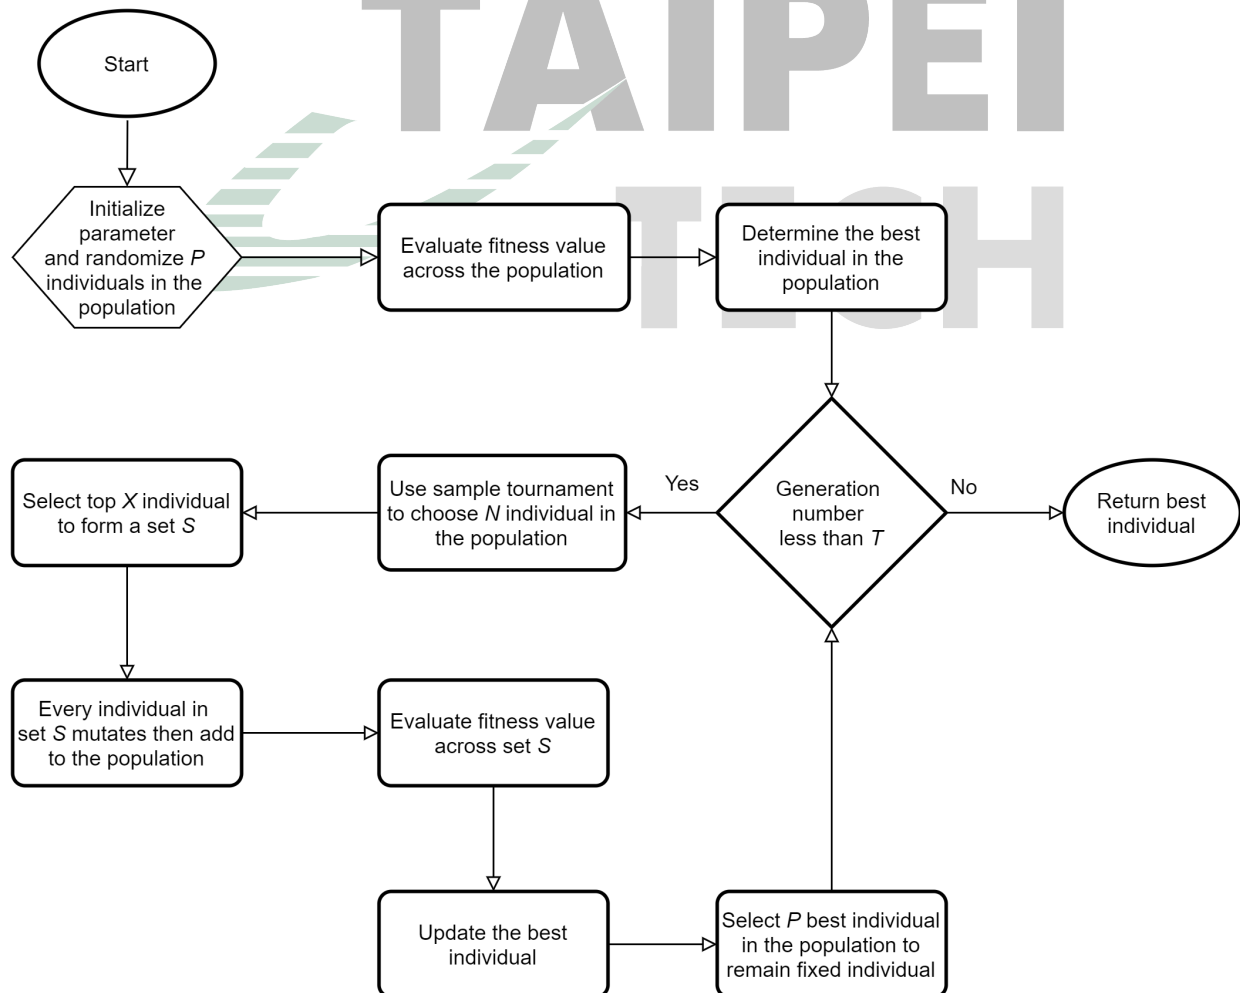 TAIPEI
TECH
Start
Initialize
parameter
and randomize P
individuals in the
population
Evaluate fitness value
across the population
Determine the best
individual in the
population
Generation
number
less than T
Yes
No
Return best
individual
Use sample tournament
to choose N individual in
the population
Select top X individual
to form a set S
Every individual in
set S mutates then add
to the population
Evaluate fitness value
across set S
Update the best
individual
Select P best individual
in the population to
remain fixed individual